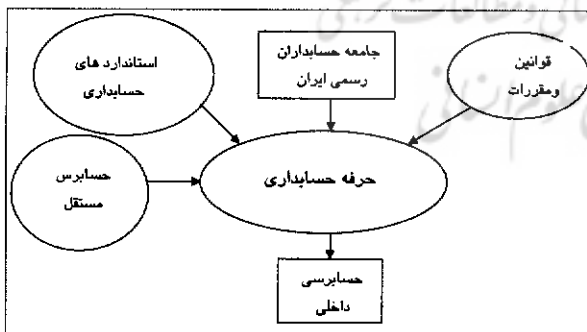 قوانین
ومقررات
جامعه حسابداران
رسمی ایران
استاندارد های
حسابداری
حرفه حسابداری
حسابرس
مستقل
حسابرسی
داخلی